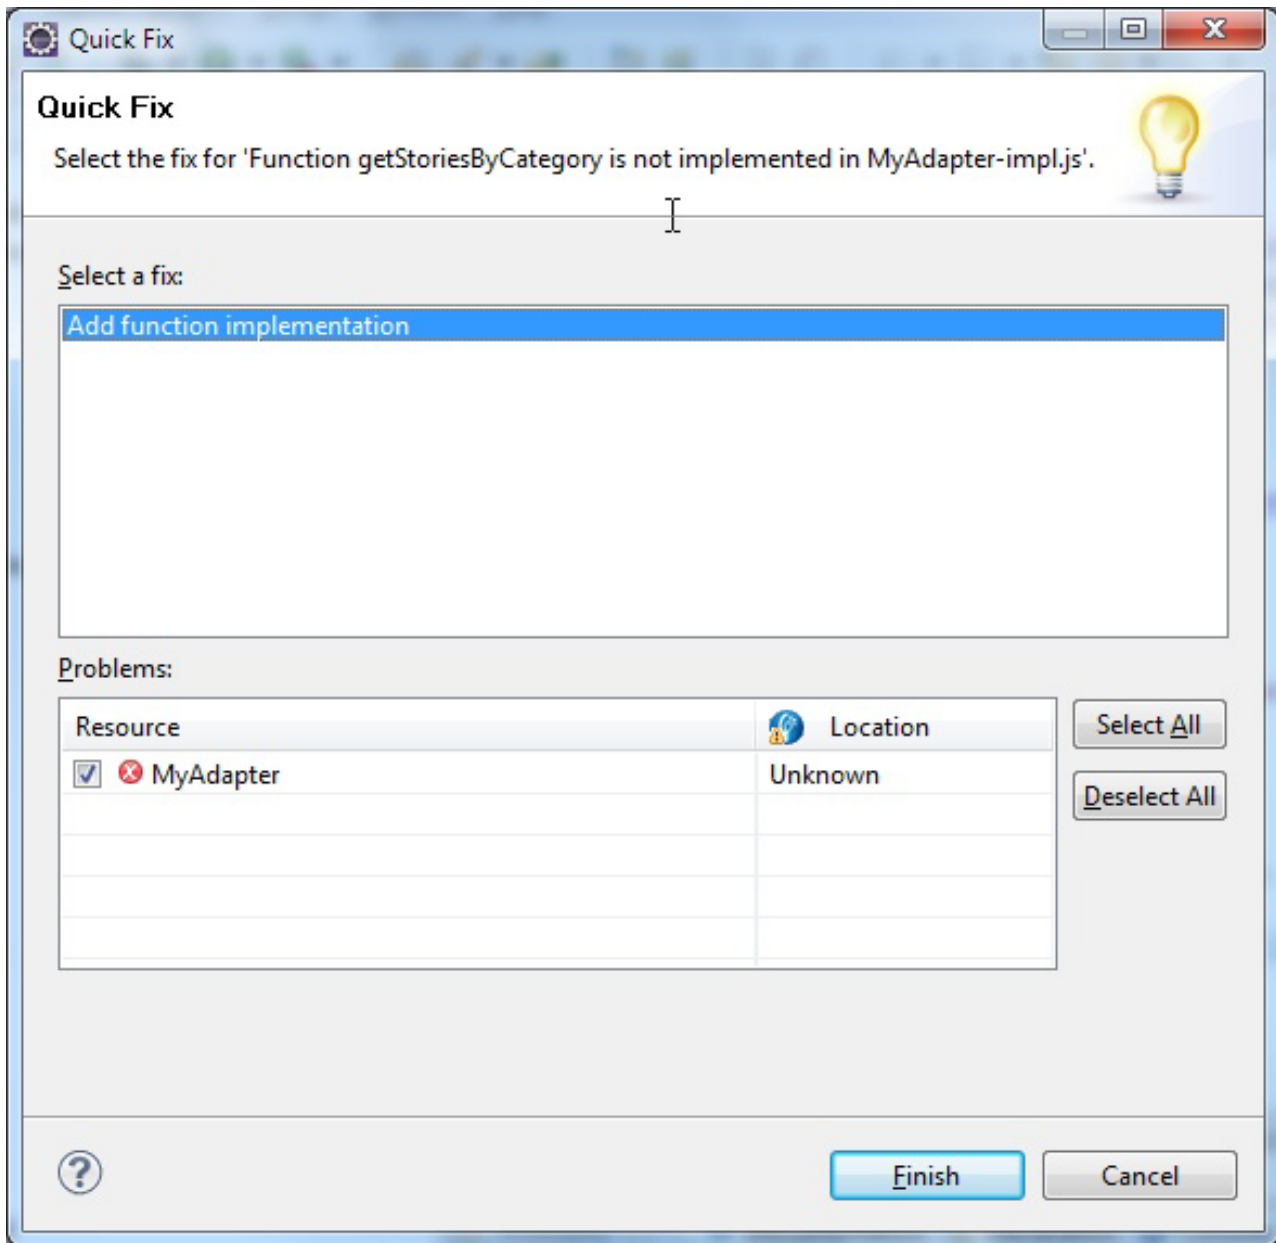 Quick Fix
Quick Fix
Select the fix for 'Function getStoriesByCategory is not implemented in MyAdapter-impl.js'.
Select a fix:
Add function implementation
Problems:
Resource Location
Select All
MyAdapter Unknown
Deselect All
Finish Cancel